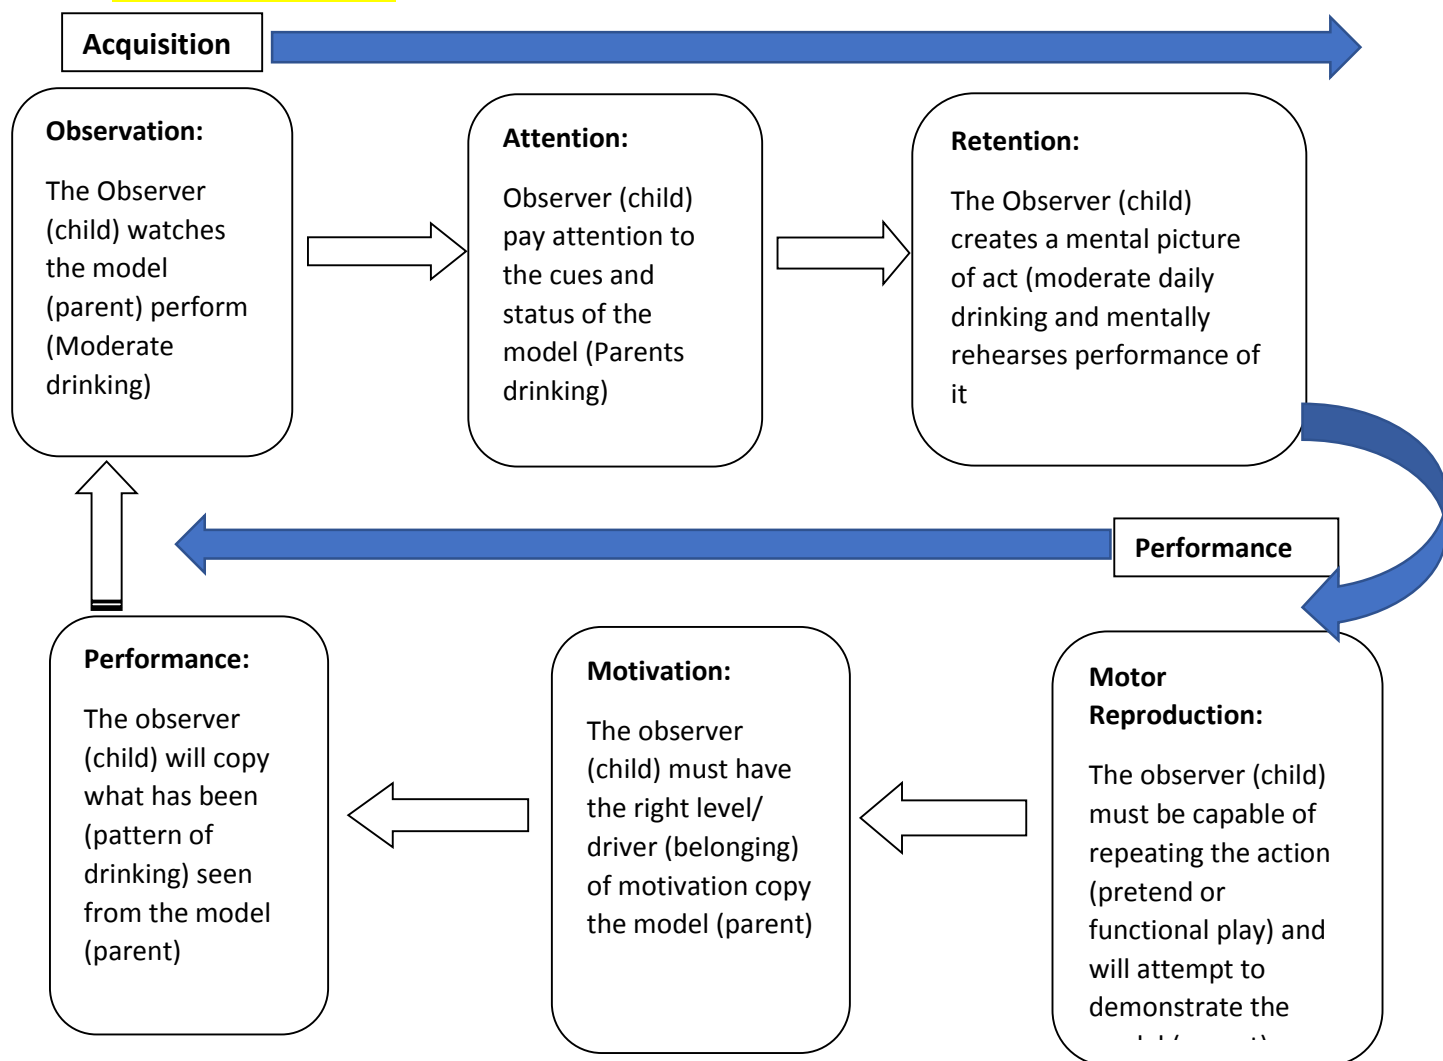 Acquisition
Observation:
The Observer
(child) watches
the model
(parent) perform
(Moderate
drinking)
Attention:
Observer (child)
pay attention to
the cues and
status of the
model (Parents
drinking)
Retention:
The Observer (child)
creates a mental picture
of act (moderate daily
drinking and mentally
rehearses performance of
it
Performance
Motor
Reproduction:
The observer (child)
must be capable of
repeating the action
(pretend or
functional play) and
will attempt to
demonstrate the
Motivation:
The observer
(child) must have
the right level/
driver (belonging)
of motivation copy
the model (parent)
Performance:
The observer
(child) will copy
what has been
(pattern of
drinking) seen
from the model
(parent)